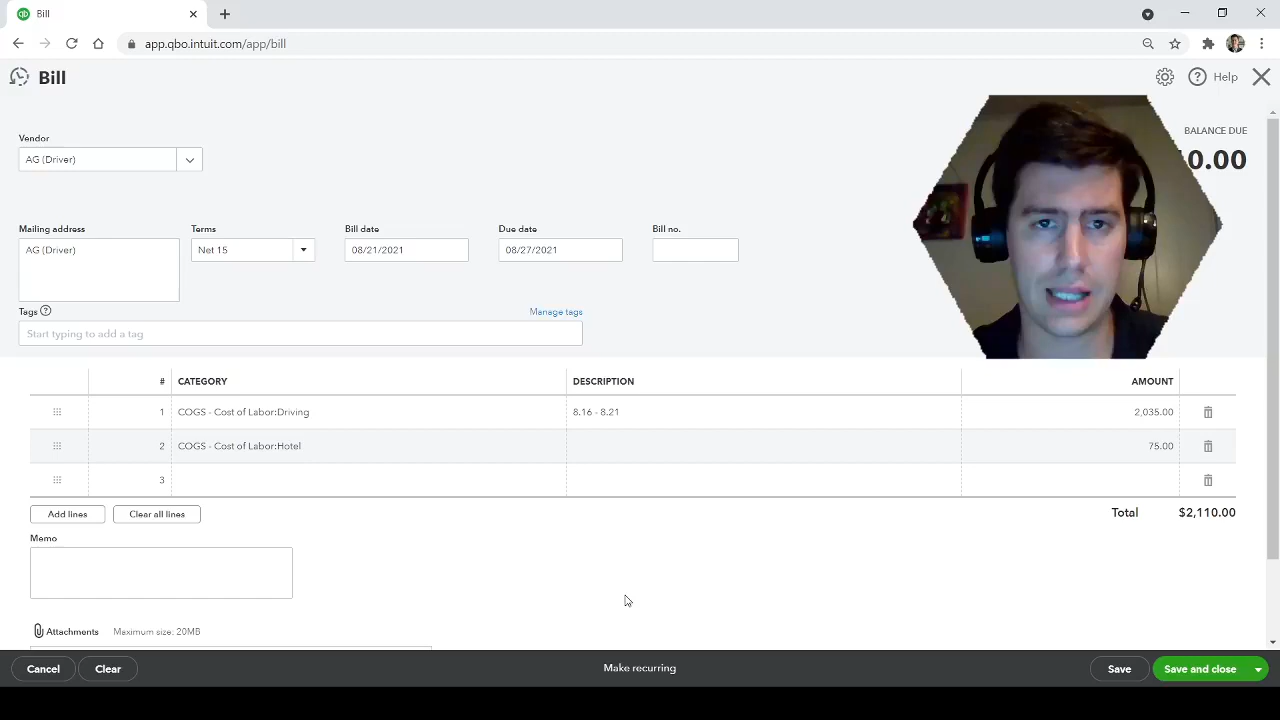 Bill
app.qbo.intuit.com/app/bill
Bill
Help
Vendor
BALANCE DUE
AG (Driver)
0.00
Mailing address Terms Bill date Due date Bill no.
AG (Driver) Net 15 08/21/2021 08/27/2021
Tags
Manage tags
Start typing to add a tag
# CATEGORY DESCRIPTION AMOUNT
1 COGS - Cost of Labor:Driving 8.16 - 8.21 2,035.00
2 COGS - Cost of Labor:Hotel 75.00
3
Add lines Clear all lines Total $2,110.00
Memo
Attachments Maximum size: 20MB
Cancel Clear Make recurring Save Save and close